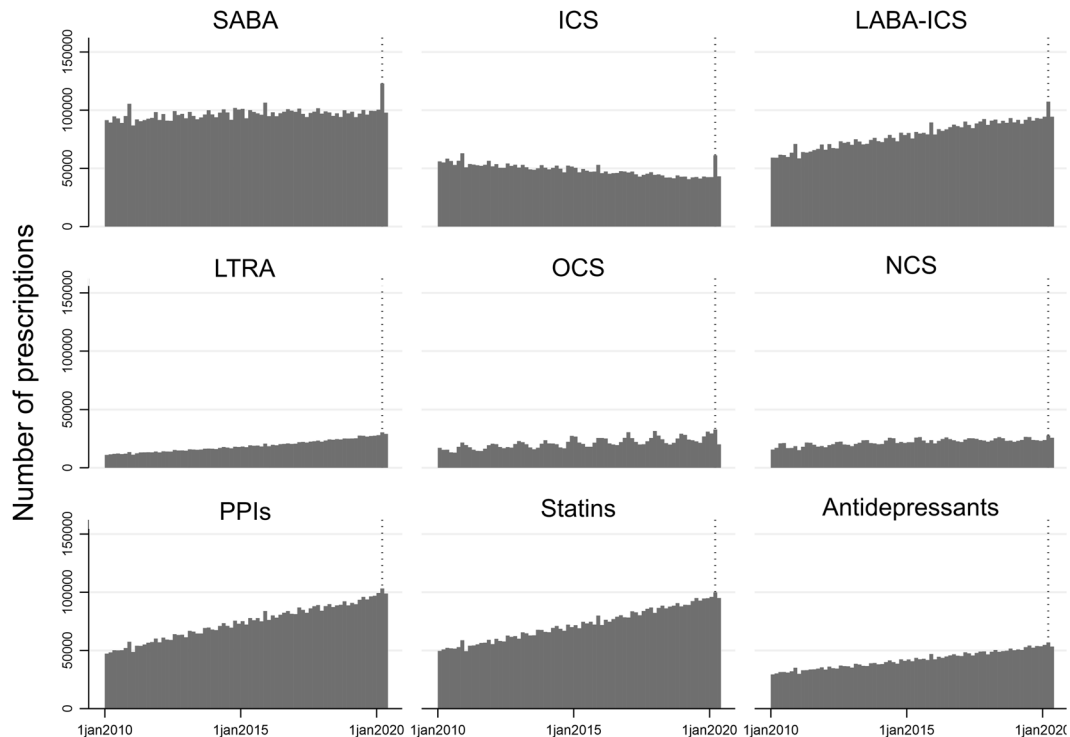 SABA ICS LABA-ICS
150000
100000
50000
0
LTRA OCS NCS
150000
100000
50000
0
Number of prescriptions
PPIs Statins Antidepressants
150000
100000
50000
0
1jan2010 1jan2015 1jan2020 1jan2010 1jan2015 1jan2020 1jan2010 1jan2015 1jan2020